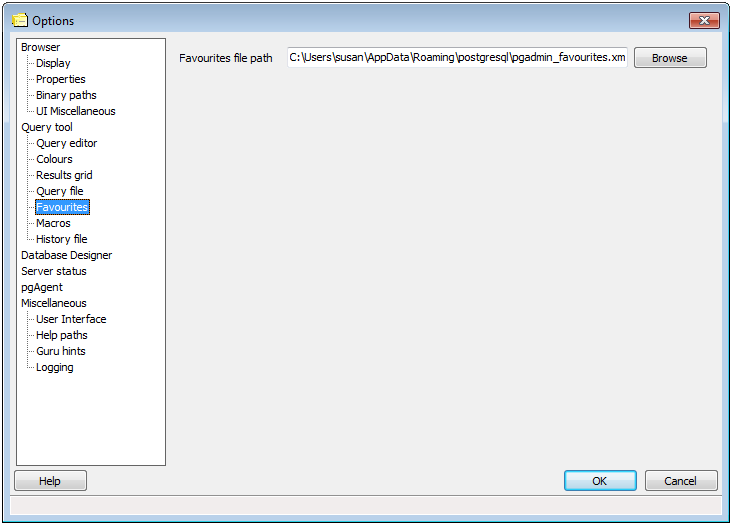 Options
Browser
Display
Properties
Binary paths
UI Miscellaneous
Query tool
Query editor
Colours
Results grid
Query file
Favourites
Macros
History file
Database Designer
Server status
pgAgent
Miscellaneous
User Interface
Help paths
Guru hints
Logging
Favourites file path C:\Users\susan\AppData\Roaming\postgresql\pgadmin_favourites.xm Browse
Help OK Cancel